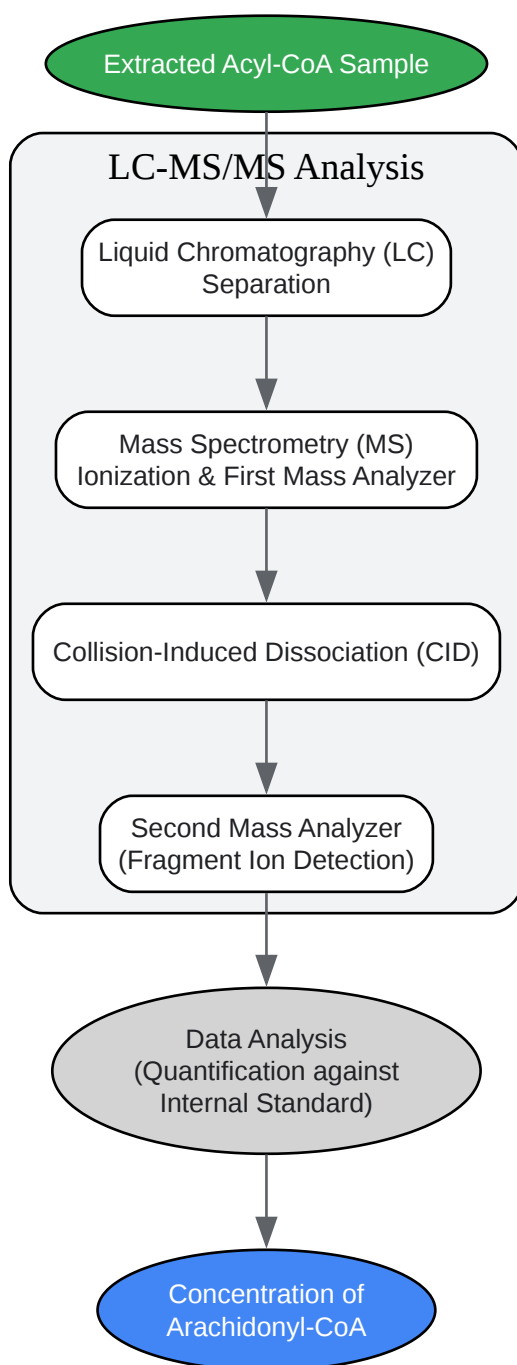 Extracted Acyl-CoA Sample
LC-MS/MS Analysis
Liquid Chromatography (LC)
Separation
Mass Spectrometry (MS)
Ionization & First Mass Analyzer
Collision-Induced Dissociation (CID)
Second Mass Analyzer
(Fragment Ion Detection)
Data Analysis
(Quantification against
Internal Standard)
Concentration of
Arachidonyl-CoA